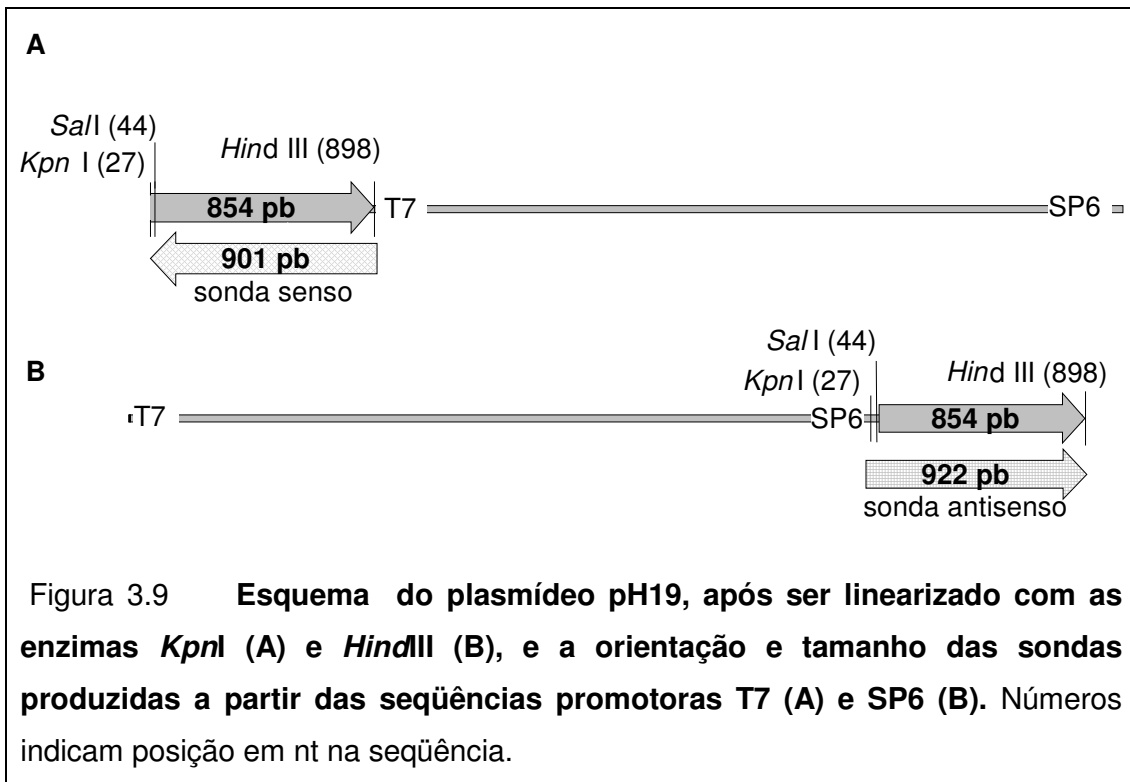 A
SalI (44)
Kpn I (27) Hind III (898)
854 pb T7 SP6
901 pb
sonda senso
Sal I (44)
B KpnI (27) Hind III (898)
T7 SP6 854 pb
922 pb
sonda antisenso
Figura 3.9 Esquema do plasmídeo pH19, após ser linearizado com as
enzimas KpnI (A) e HindIII (B), e a orientação e tamanho das sondas
produzidas a partir das seqüências promotoras T7 (A) e SP6 (B). Números
indicam posição em nt na seqüência.